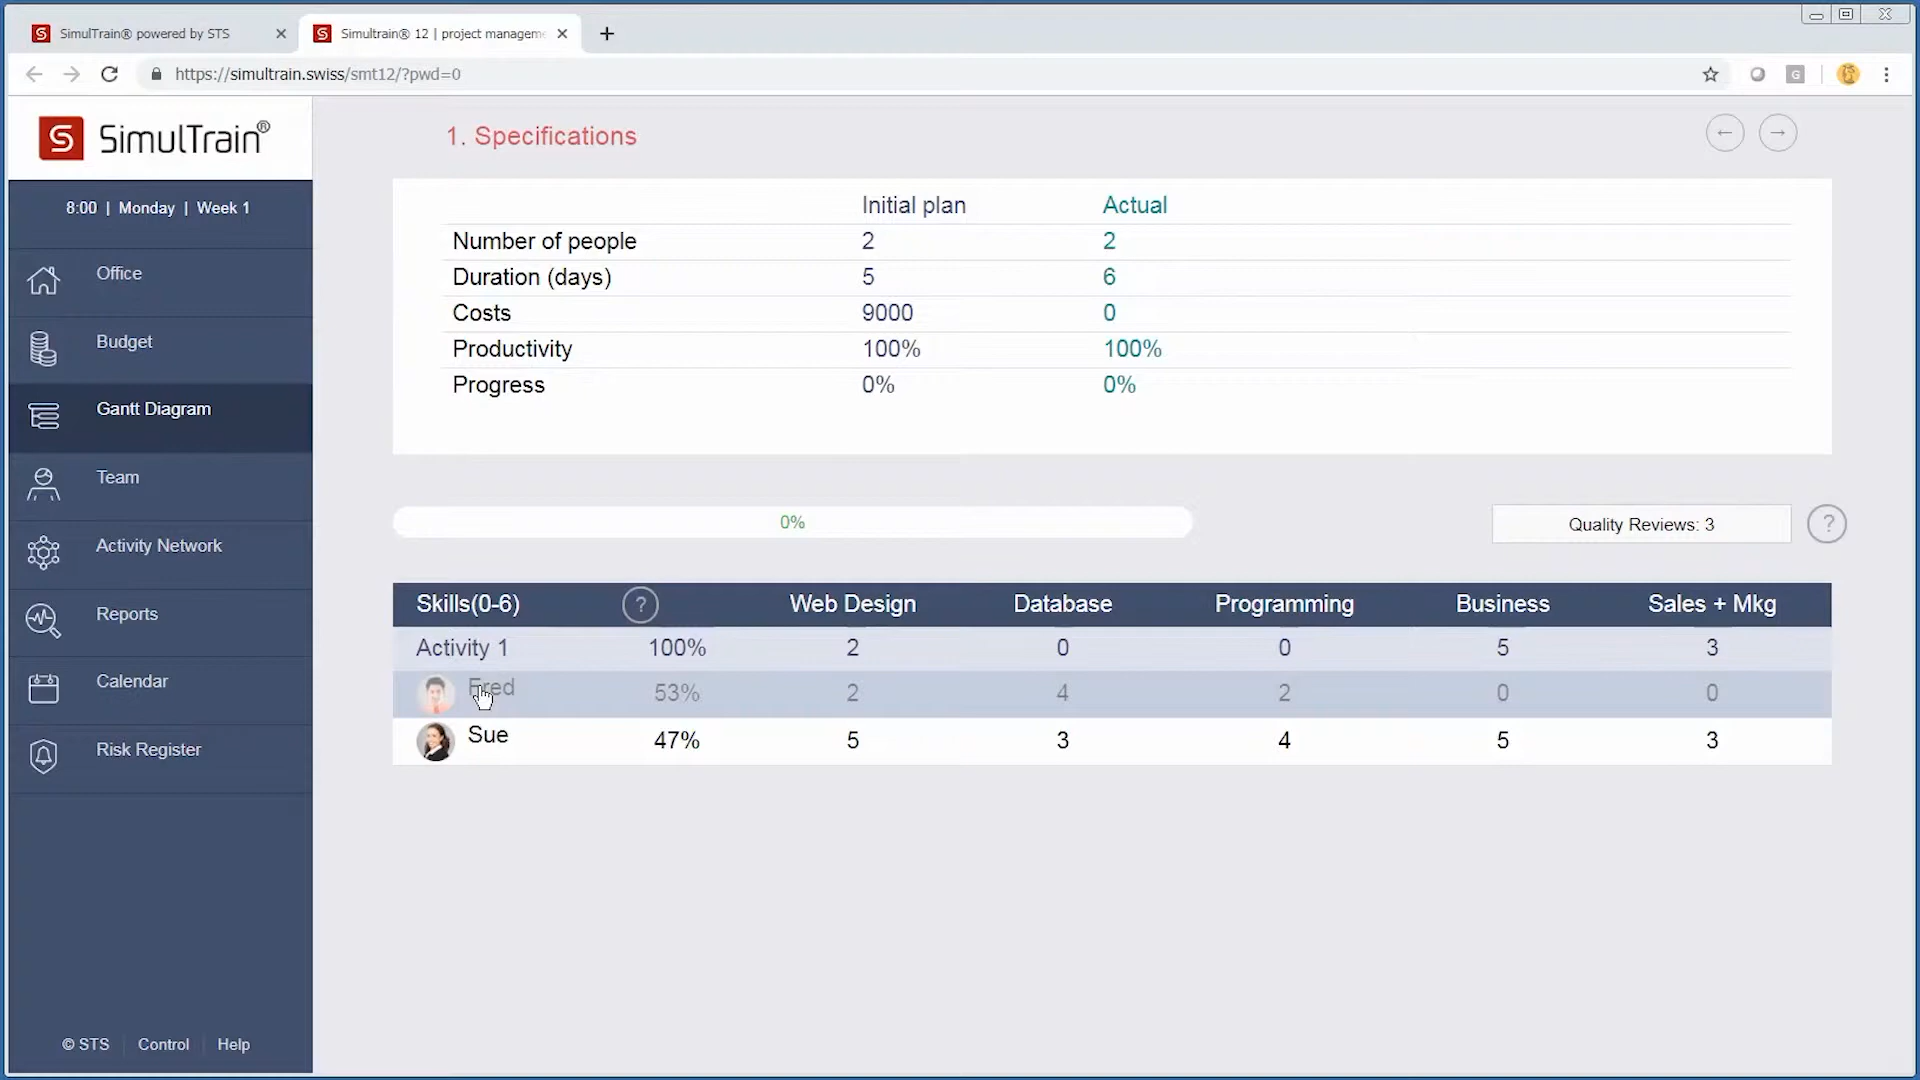 SimulTrain® powered by STS
Simultrain® 12 | project manageme
https://simultrain.swiss/smt12/?pwd=0
G
S SimulTrain®
8:00 | Monday | Week 1
Office
Budget
Gantt Diagram
Team
Activity Network
Reports
Calendar
Risk Register
© STS Control Help
1. Specifications
Initial plan Actual
Number of people 2 2
Duration (days) 5 6
Costs 9000 0
Productivity 100% 100%
Progress 0% 0%
0%
Quality Reviews: 3 ?
Skills(0-6) ? Web Design Database Programming Business Sales + Mkg
Activity 1 100% 2 0 0 5 3
Fred 53% 2 4 2 0 0
Sue 47% 5 3 4 5 3